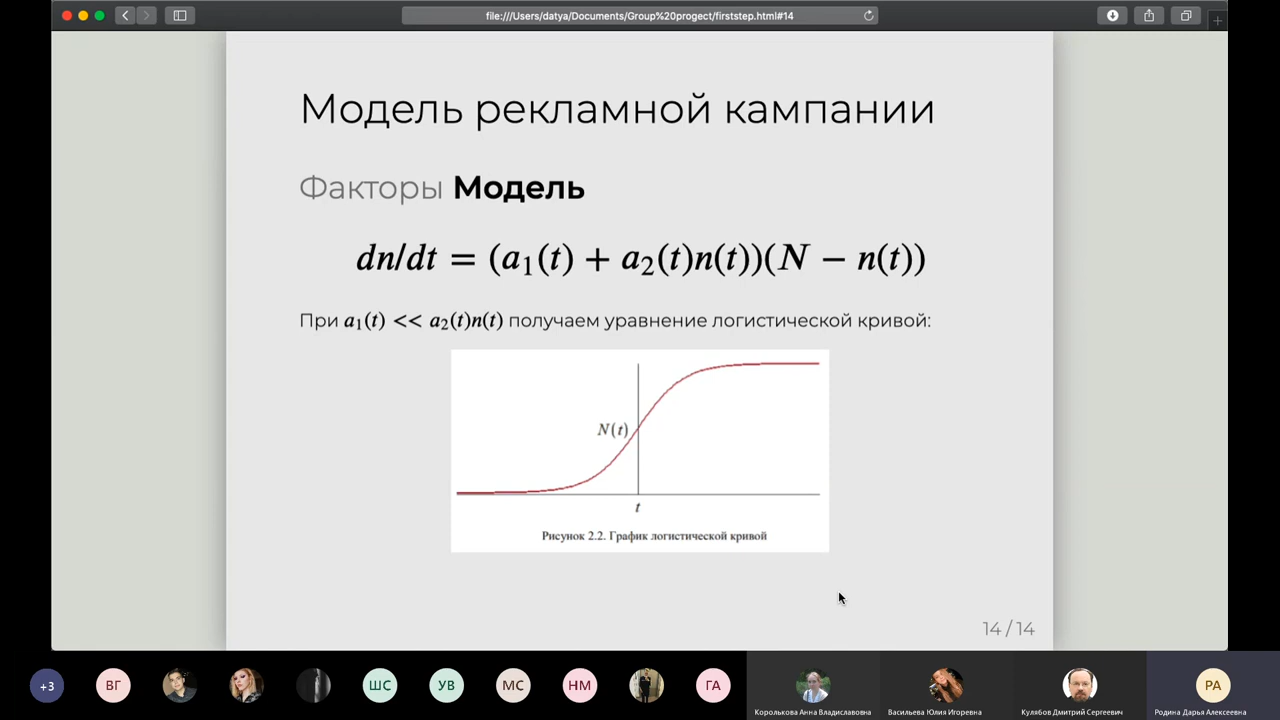 file:///Users/datya/Documents/Group%20progect/firststep.html#14
Модель рекламной кампании
Факторы Модель
dn/dt = (a₁(t) + a₂(t)n(t))(N − n(t))
При a₁(t) << a₂(t)n(t) получаем уравнение логистической кривой:
N(t)
t
Рисунок 2.2. График логистической кривой
14 / 14
+3
ВГ
ШС
УВ
МС
НМ
ГА
РА
Королькова Анна Владиславовна
Васильева Юлия Игоревна
Кулябов Дмитрий Сергеевич
Родина Дарья Алексеевна